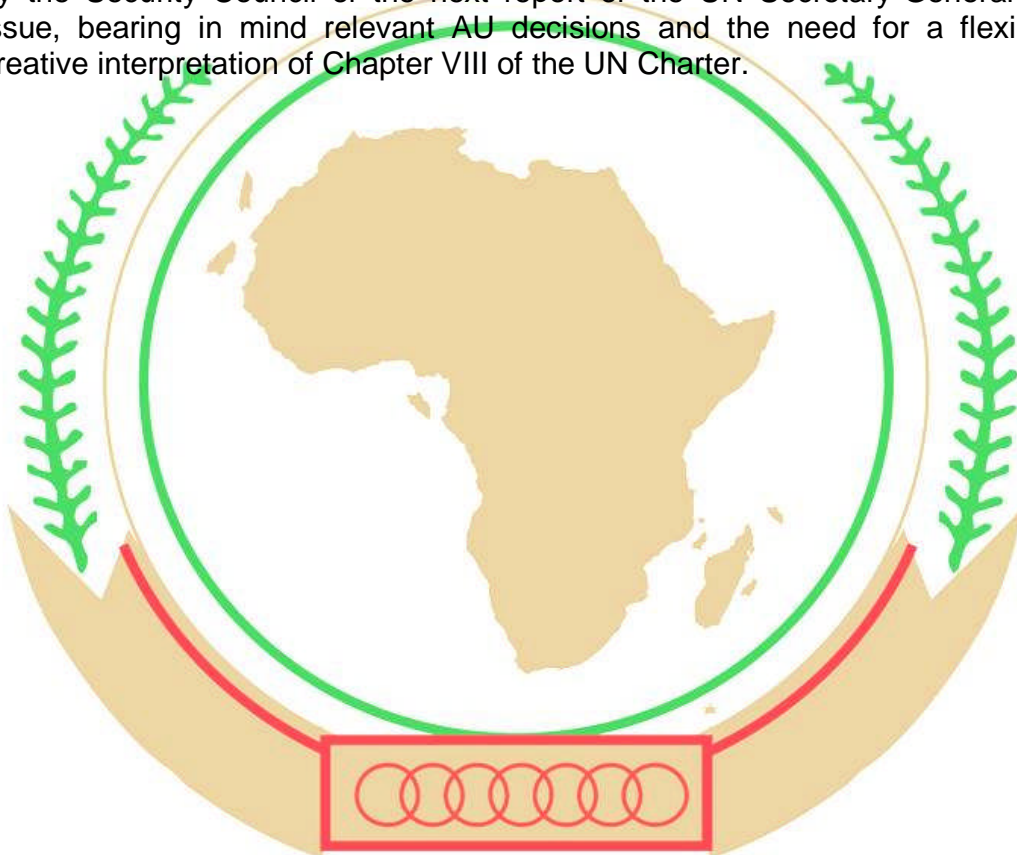 y the Security Council of the next report of the UN Secretary-General
ssue, bearing in mind relevant AU decisions and the need for a flexi
reative interpretation of Chapter VIII of the UN Charter.